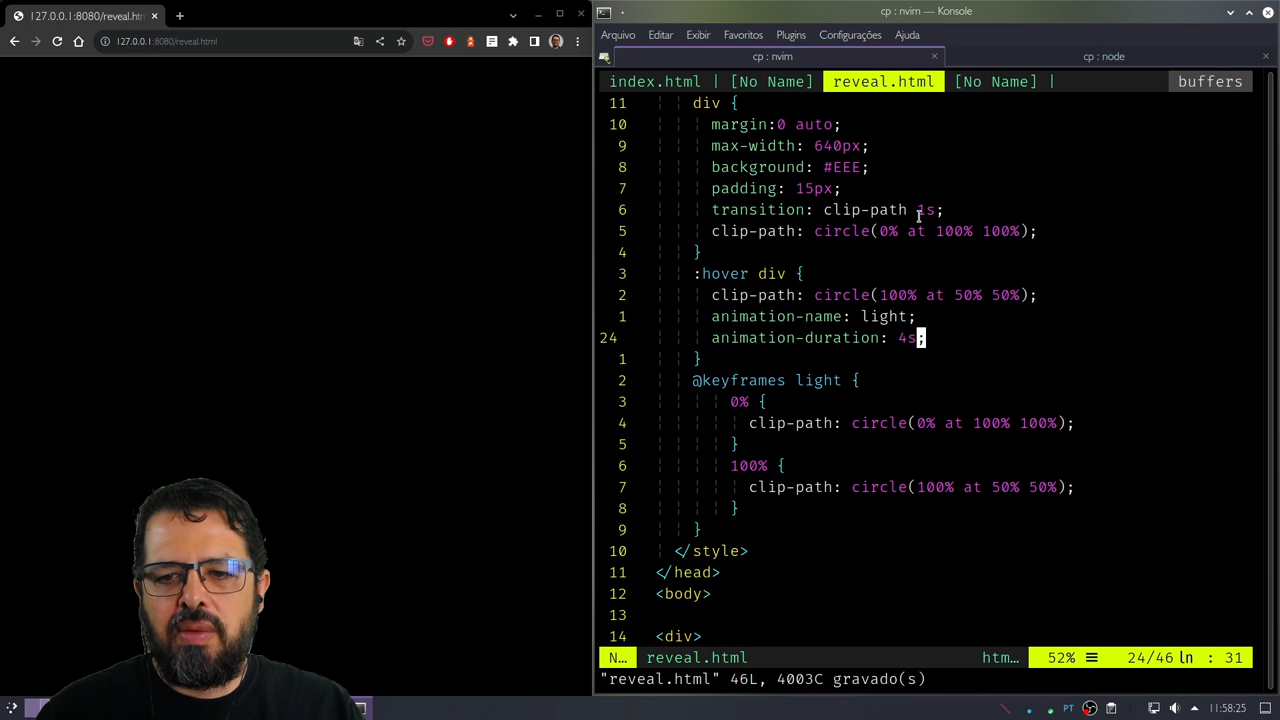 127.0.0.1:8080/reveal.htm
127.0.0.1:8080/reveal.html
cp : nvim — Konsole
Arquivo Editar Exibir Favoritos Plugins Configurações Ajuda
cp : nvim
cp : node
index.html | [No Name] reveal.html [No Name] | buffers
11 div {
10 margin:0 auto;
9 max-width: 640px;
8 background: #EEE;
7 padding: 15px;
6 transition: clip-path 1s;
5 clip-path: circle(0% at 100% 100%);
4 }
3 :hover div {
2 clip-path: circle(100% at 50% 50%);
1 animation-name: light;
24 animation-duration: 4s;
1 }
2 @keyframes light {
3 0% {
4 clip-path: circle(0% at 100% 100%);
5 }
6 100% {
7 clip-path: circle(100% at 50% 50%);
8 }
9 }
10 </style>
11 </head>
12 <body>
13
14 <div>
N… reveal.html htm… 52% ☰ 24/46 ln : 31
"reveal.html" 46L, 4003C gravado(s)
PT 11:58:25